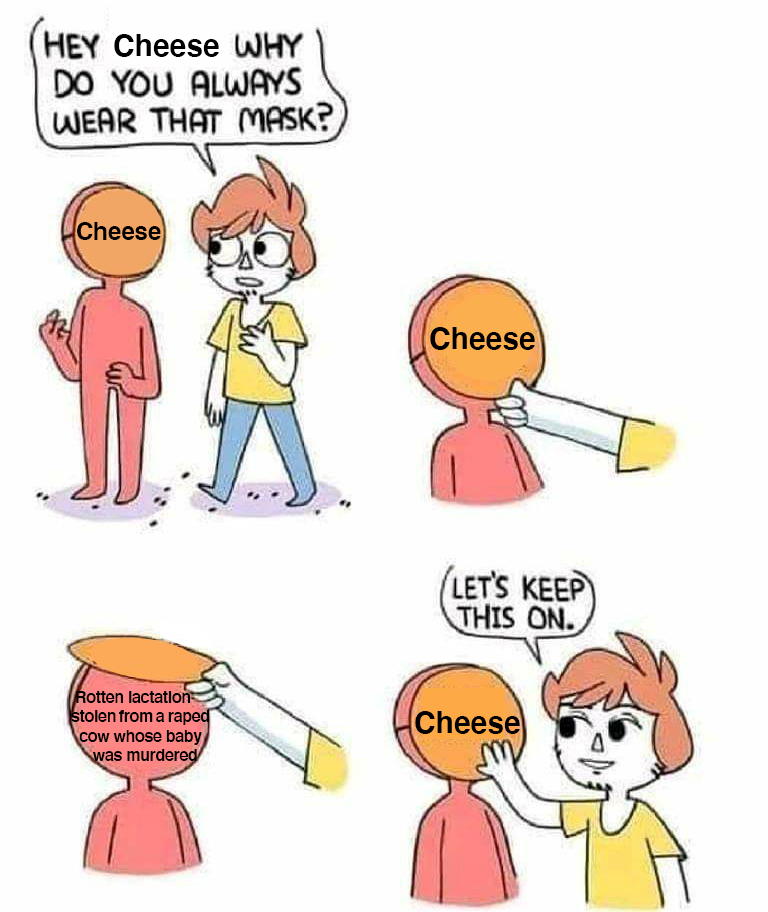 HEY Cheese WHY
DO YOU ALWAYS
WEAR THAT MASK?
Cheese
Cheese
Rotten lactation
stolen from a raped
cow whose baby
was murdered
LET'S KEEP
THIS ON.
Cheese